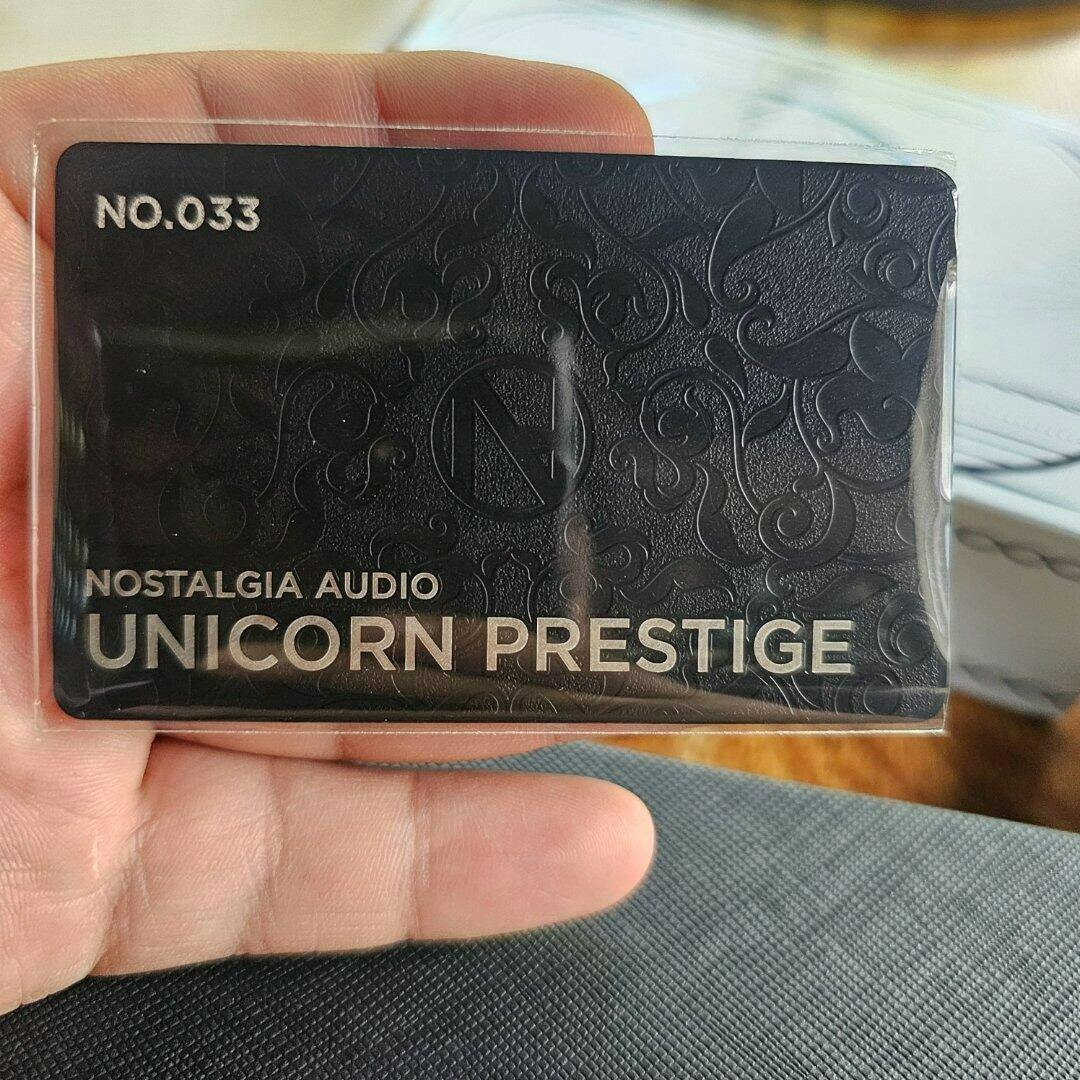 NO.033
N
NOSTALGIA AUDIO
UNICORN PRESTIGE